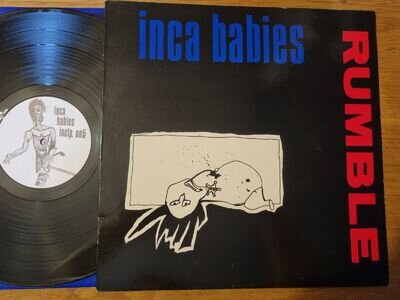 inca babies
RUMBLE
inca
babies
inclp. 005